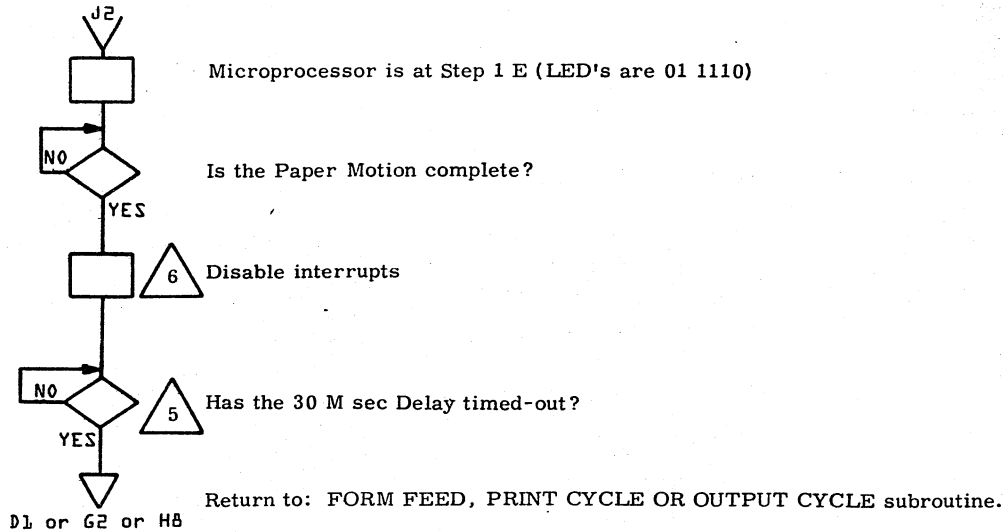 J2
Microprocessor is at Step 1 E (LED's are 01 1110)
NO
Is the Paper Motion complete?
YES
6
Disable interrupts
NO
5
Has the 30 M sec Delay timed-out?
YES
Return to: FORM FEED, PRINT CYCLE OR OUTPUT CYCLE subroutine.
D1 or G2 or H8